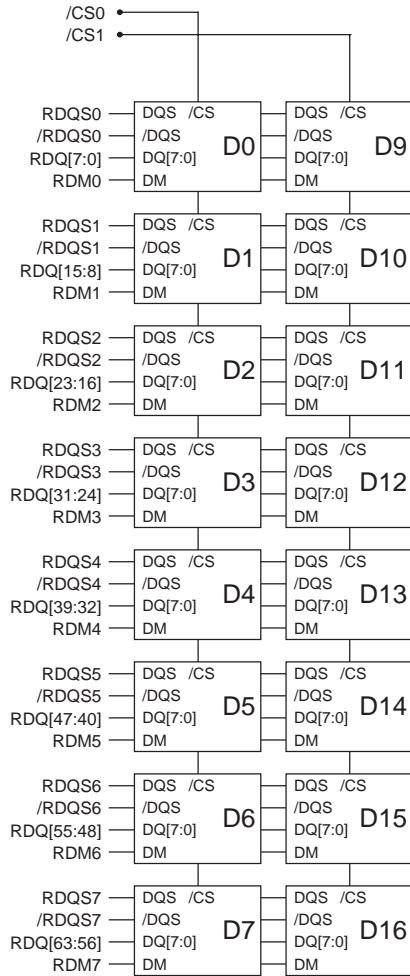 /CS0
/CS1
RDQS0 DQS /CS DQS /CS
/RDQS0 /DQS D0 /DQS D9
RDQ[7:0] DQ[7:0] DQ[7:0]
RDM0 DM DM
RDQS1 DQS /CS DQS /CS
/RDQS1 /DQS D1 /DQS D10
RDQ[15:8] DQ[7:0] DQ[7:0]
RDM1 DM DM
RDQS2 DQS /CS DQS /CS
/RDQS2 /DQS D2 /DQS D11
RDQ[23:16] DQ[7:0] DQ[7:0]
RDM2 DM DM
RDQS3 DQS /CS DQS /CS
/RDQS3 /DQS D3 /DQS D12
RDQ[31:24] DQ[7:0] DQ[7:0]
RDM3 DM DM
RDQS4 DQS /CS DQS /CS
/RDQS4 /DQS D4 /DQS D13
RDQ[39:32] DQ[7:0] DQ[7:0]
RDM4 DM DM
RDQS5 DQS /CS DQS /CS
/RDQS5 /DQS D5 /DQS D14
RDQ[47:40] DQ[7:0] DQ[7:0]
RDM5 DM DM
RDQS6 DQS /CS DQS /CS
/RDQS6 /DQS D6 /DQS D15
RDQ[55:48] DQ[7:0] DQ[7:0]
RDM6 DM DM
RDQS7 DQS /CS DQS /CS
/RDQS7 /DQS D7 /DQS D16
RDQ[63:56] DQ[7:0] DQ[7:0]
RDM7 DM DM